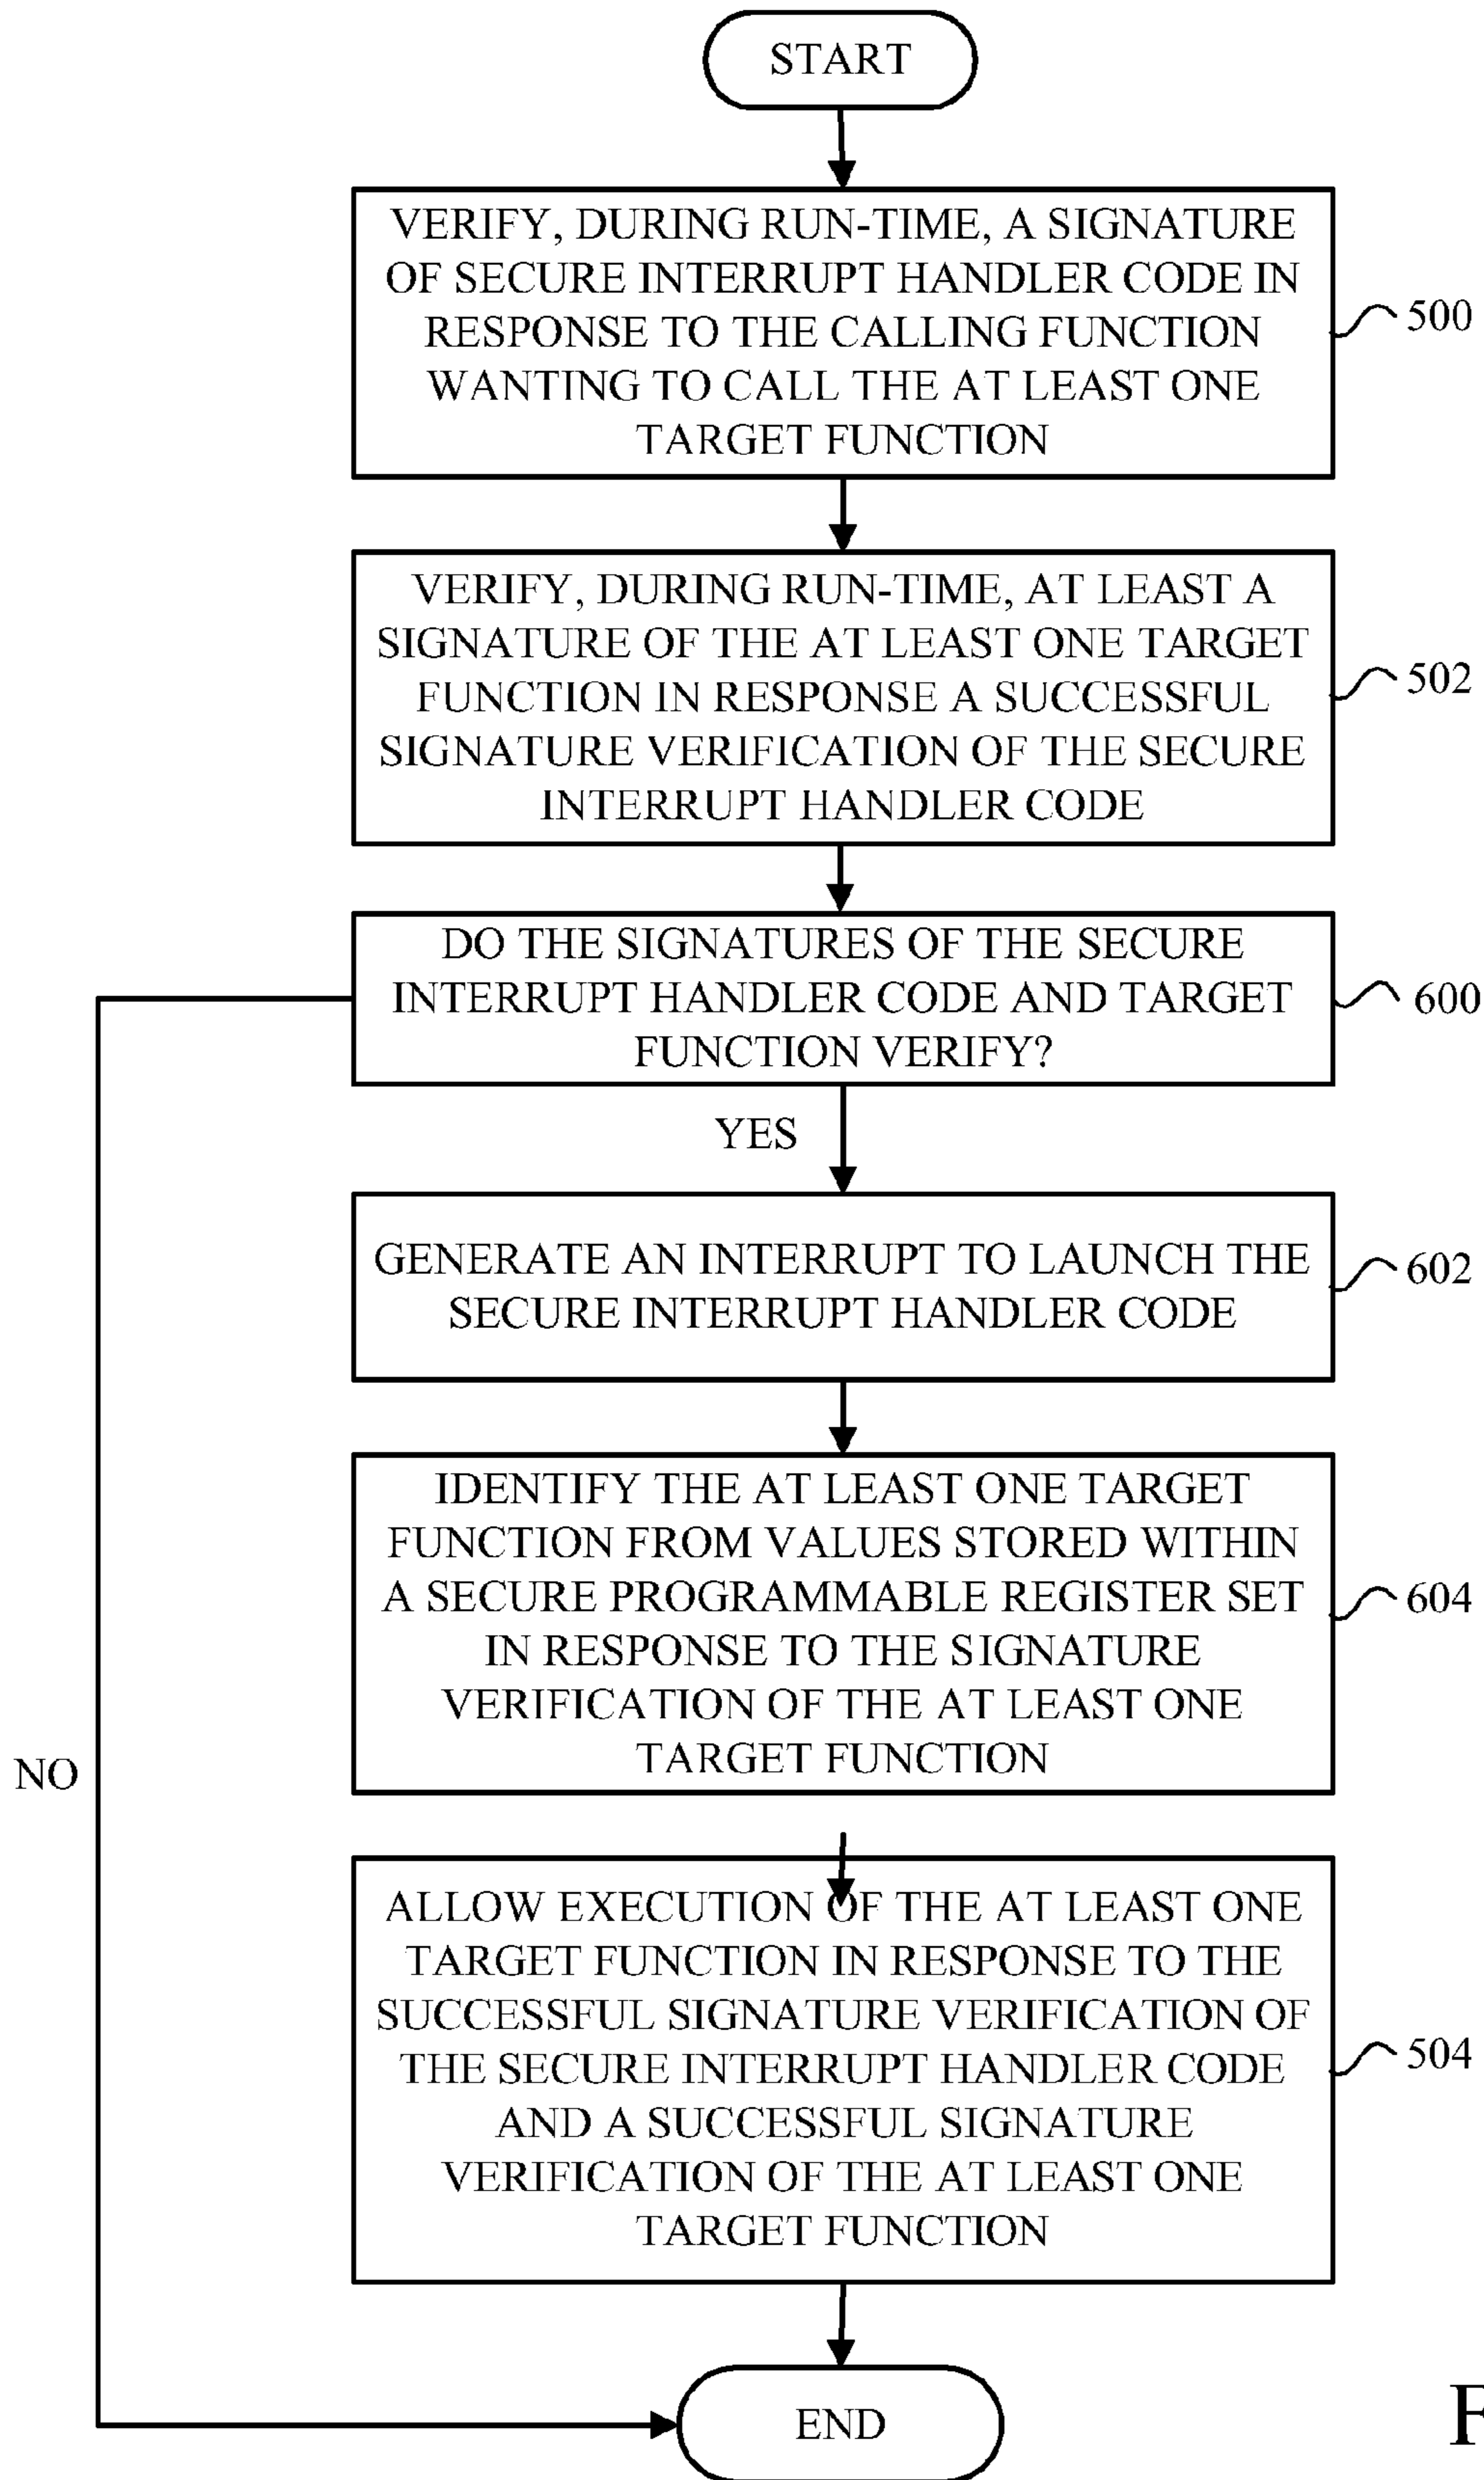 START
VERIFY, DURING RUN-TIME, A SIGNATURE
OF SECURE INTERRUPT HANDLER CODE IN
RESPONSE TO THE CALLING FUNCTION
WANTING TO CALL THE AT LEAST ONE
TARGET FUNCTION
500
VERIFY, DURING RUN-TIME, AT LEAST A
SIGNATURE OF THE AT LEAST ONE TARGET
FUNCTION IN RESPONSE A SUCCESSFUL
SIGNATURE VERIFICATION OF THE SECURE
INTERRUPT HANDLER CODE
502
DO THE SIGNATURES OF THE SECURE
INTERRUPT HANDLER CODE AND TARGET
FUNCTION VERIFY?
600
YES
GENERATE AN INTERRUPT TO LAUNCH THE
SECURE INTERRUPT HANDLER CODE
602
IDENTIFY THE AT LEAST ONE TARGET
FUNCTION FROM VALUES STORED WITHIN
A SECURE PROGRAMMABLE REGISTER SET
IN RESPONSE TO THE SIGNATURE
VERIFICATION OF THE AT LEAST ONE
TARGET FUNCTION
604
NO
ALLOW EXECUTION OF THE AT LEAST ONE
TARGET FUNCTION IN RESPONSE TO THE
SUCCESSFUL SIGNATURE VERIFICATION OF
THE SECURE INTERRUPT HANDLER CODE
AND A SUCCESSFUL SIGNATURE
VERIFICATION OF THE AT LEAST ONE
TARGET FUNCTION
504
END
F